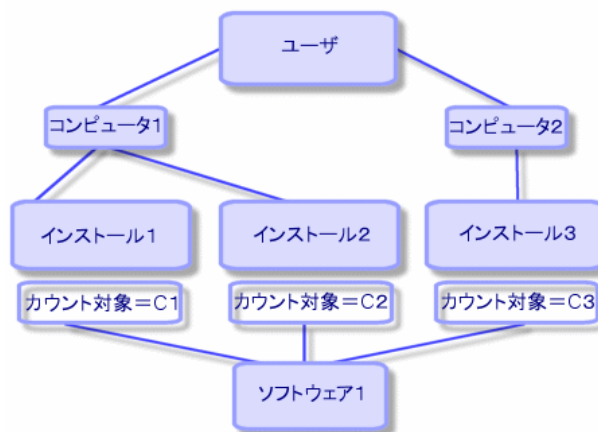 ユーザ
コンピュータ1
コンピュータ2
インストール1
インストール2
インストール3
カウント対象=C1
カウント対象=C2
カウント対象=C3
ソフトウェア1